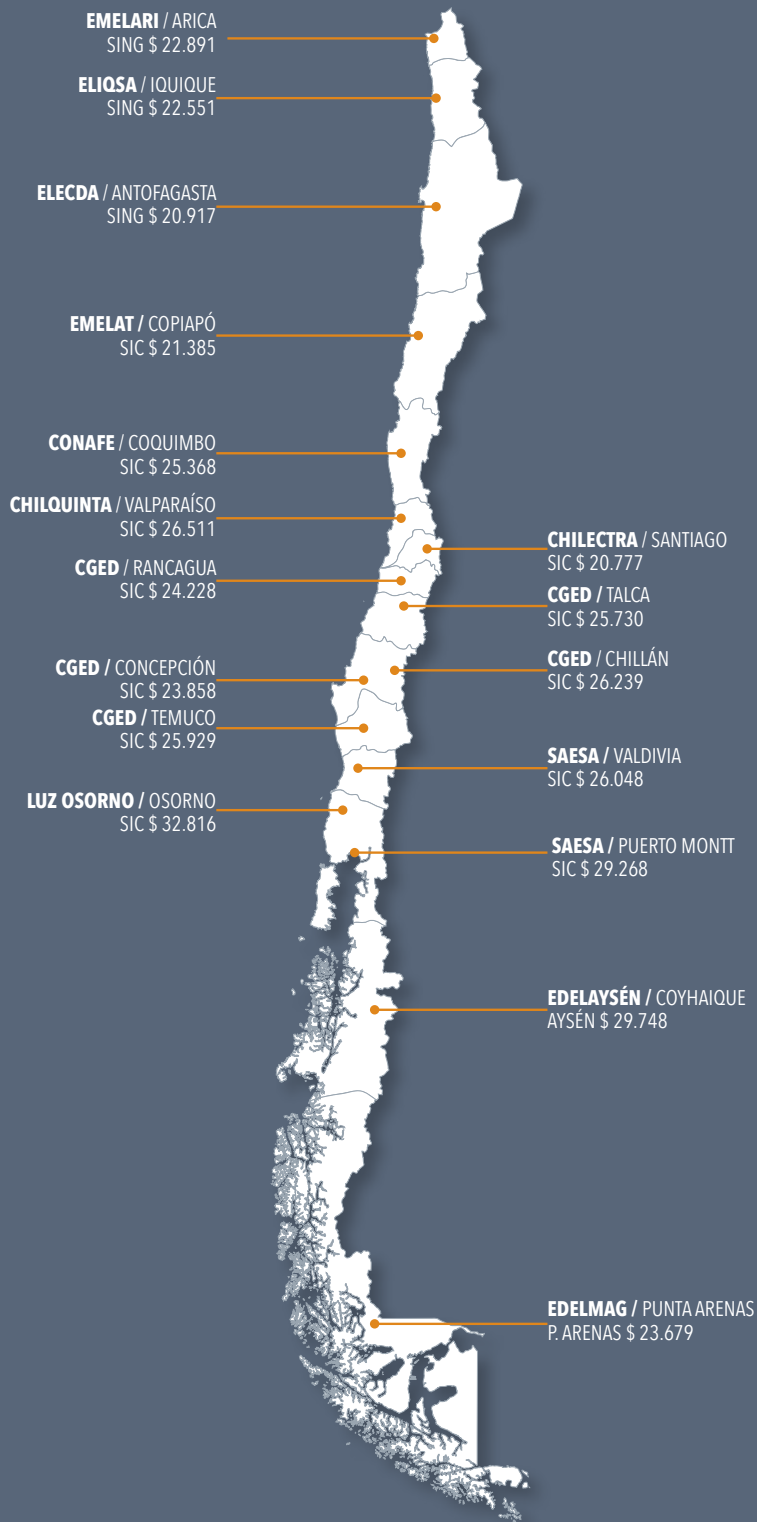 EMELARI / ARICA
SING $ 22.891
ELIQSA / IQUIQUE
SING $ 22.551
ELECDA / ANTOFAGASTA
SING $ 20.917
EMELAT / COPIAPÓ
SIC $ 21.385
CONAFE / COQUIMBO
SIC $ 25.368
CHILQUINTA / VALPARAÍSO
SIC $ 26.511
CHILECTRA / SANTIAGO
SIC $ 20.777
CGED / RANCAGUA
SIC $ 24.228
CGED / TALCA
SIC $ 25.730
CGED / CONCEPCIÓN
SIC $ 23.858
CGED / CHILLÁN
SIC $ 26.239
CGED / TEMUCO
SIC $ 25.929
SAESA / VALDIVIA
SIC $ 26.048
LUZ OSORNO / OSORNO
SIC $ 32.816
SAESA / PUERTO MONTT
SIC $ 29.268
EDELAYSÉN / COYHAIQUE
AYSÉN $ 29.748
EDELMAG / PUNTA ARENAS
P. ARENAS $ 23.679